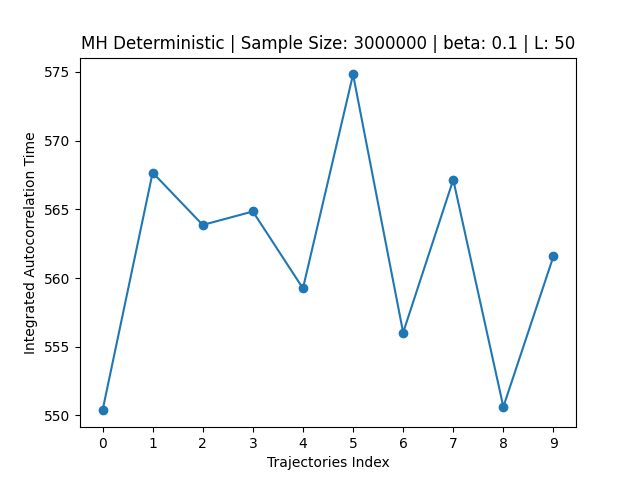 MH Deterministic | Sample Size: 3000000 | beta: 0.1 | L: 50
Integrated Autocorrelation Time
575
570
565
560
555
550
0 1 2 3 4 5 6 7 8 9
Trajectories Index